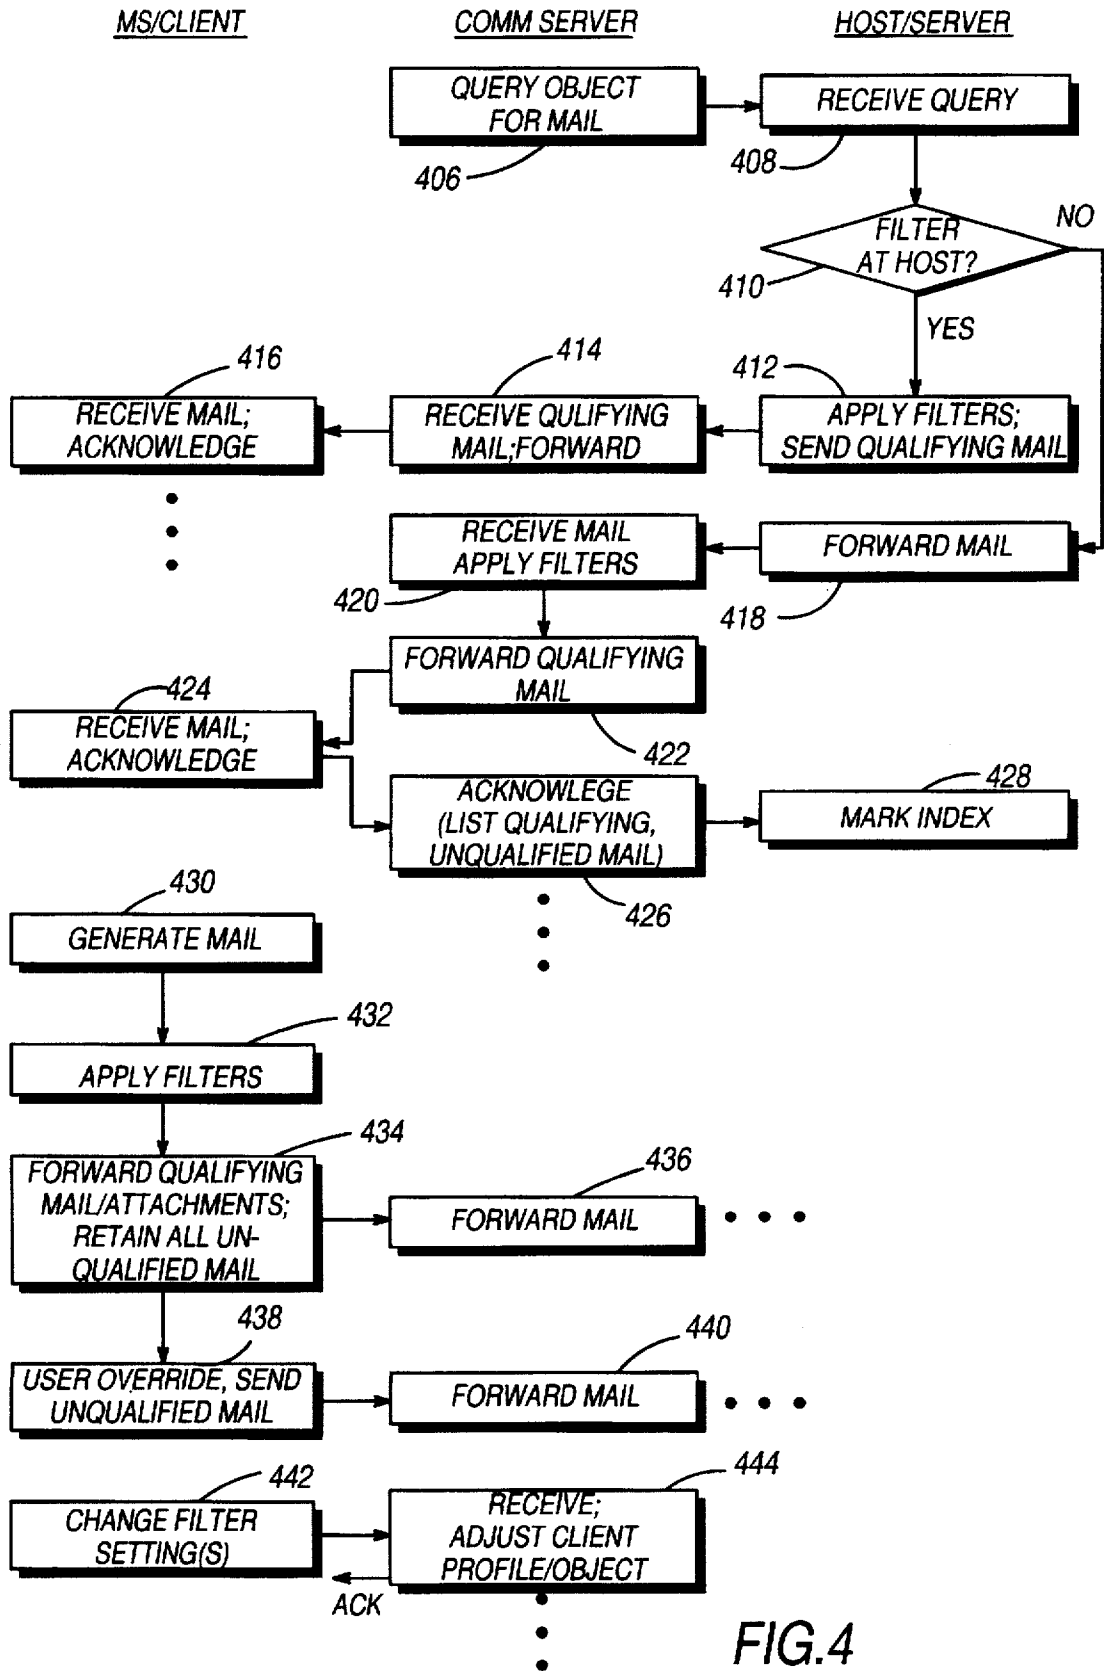 MS/CLIENT
COMM SERVER
HOST/SERVER
QUERY OBJECT
FOR MAIL
406
RECEIVE QUERY
408
FILTER
AT HOST?
410
NO
YES
412
APPLY FILTERS;
SEND QUALIFYING MAIL
414
RECEIVE QULIFYING
MAIL;FORWARD
416
RECEIVE MAIL;
ACKNOWLEDGE
FORWARD MAIL
418
RECEIVE MAIL
APPLY FILTERS
420
FORWARD QUALIFYING
MAIL
422
424
RECEIVE MAIL;
ACKNOWLEDGE
ACKNOWLEGE
(LIST QUALIFYING,
UNQUALIFIED MAIL)
426
428
MARK INDEX
430
GENERATE MAIL
432
APPLY FILTERS
434
FORWARD QUALIFYING
MAIL/ATTACHMENTS;
RETAIN ALL UN-
QUALIFIED MAIL
436
FORWARD MAIL
438
USER OVERRIDE, SEND
UNQUALIFIED MAIL
440
FORWARD MAIL
442
CHANGE FILTER
SETTING(S)
444
RECEIVE;
ADJUST CLIENT
PROFILE/OBJECT
ACK
FIG.4